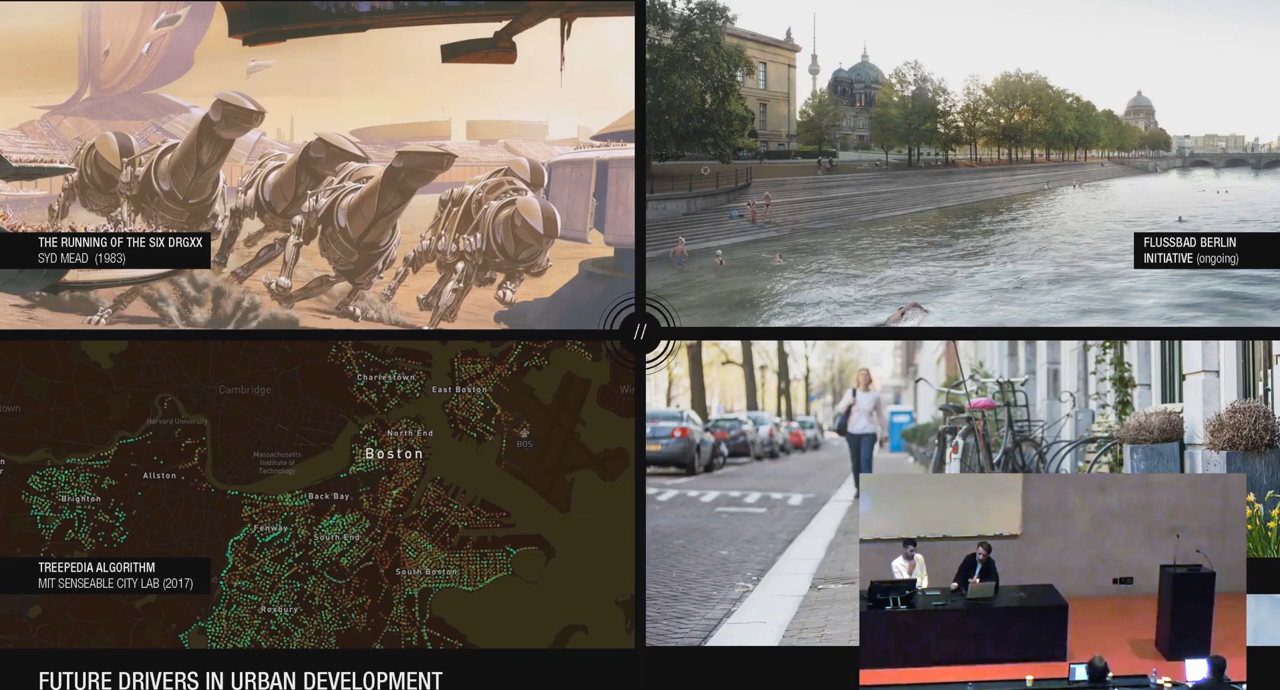 THE RUNNING OF THE SIX DRGXX
SYD MEAD (1983)
FLUSSBAD BERLIN
INITIATIVE (ongoing)
//
Charlestown
Cambridge
East Boston
Harvard University
North End
BOS
Boston
Massachusetts
Institute of
Technology
Allston
Back Bay
Brighton
Fenway
South End
South Boston
Roxbury
TREEPEDIA ALGORITHM
MIT SENSEABLE CITY LAB (2017)
FUTURE DRIVERS IN URBAN DEVELOPMENT